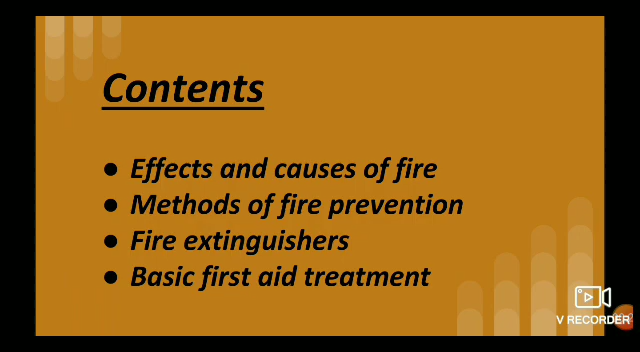 Contents
● Effects and causes of fire
● Methods of fire prevention
● Fire extinguishers
● Basic first aid treatment
V RECORDER